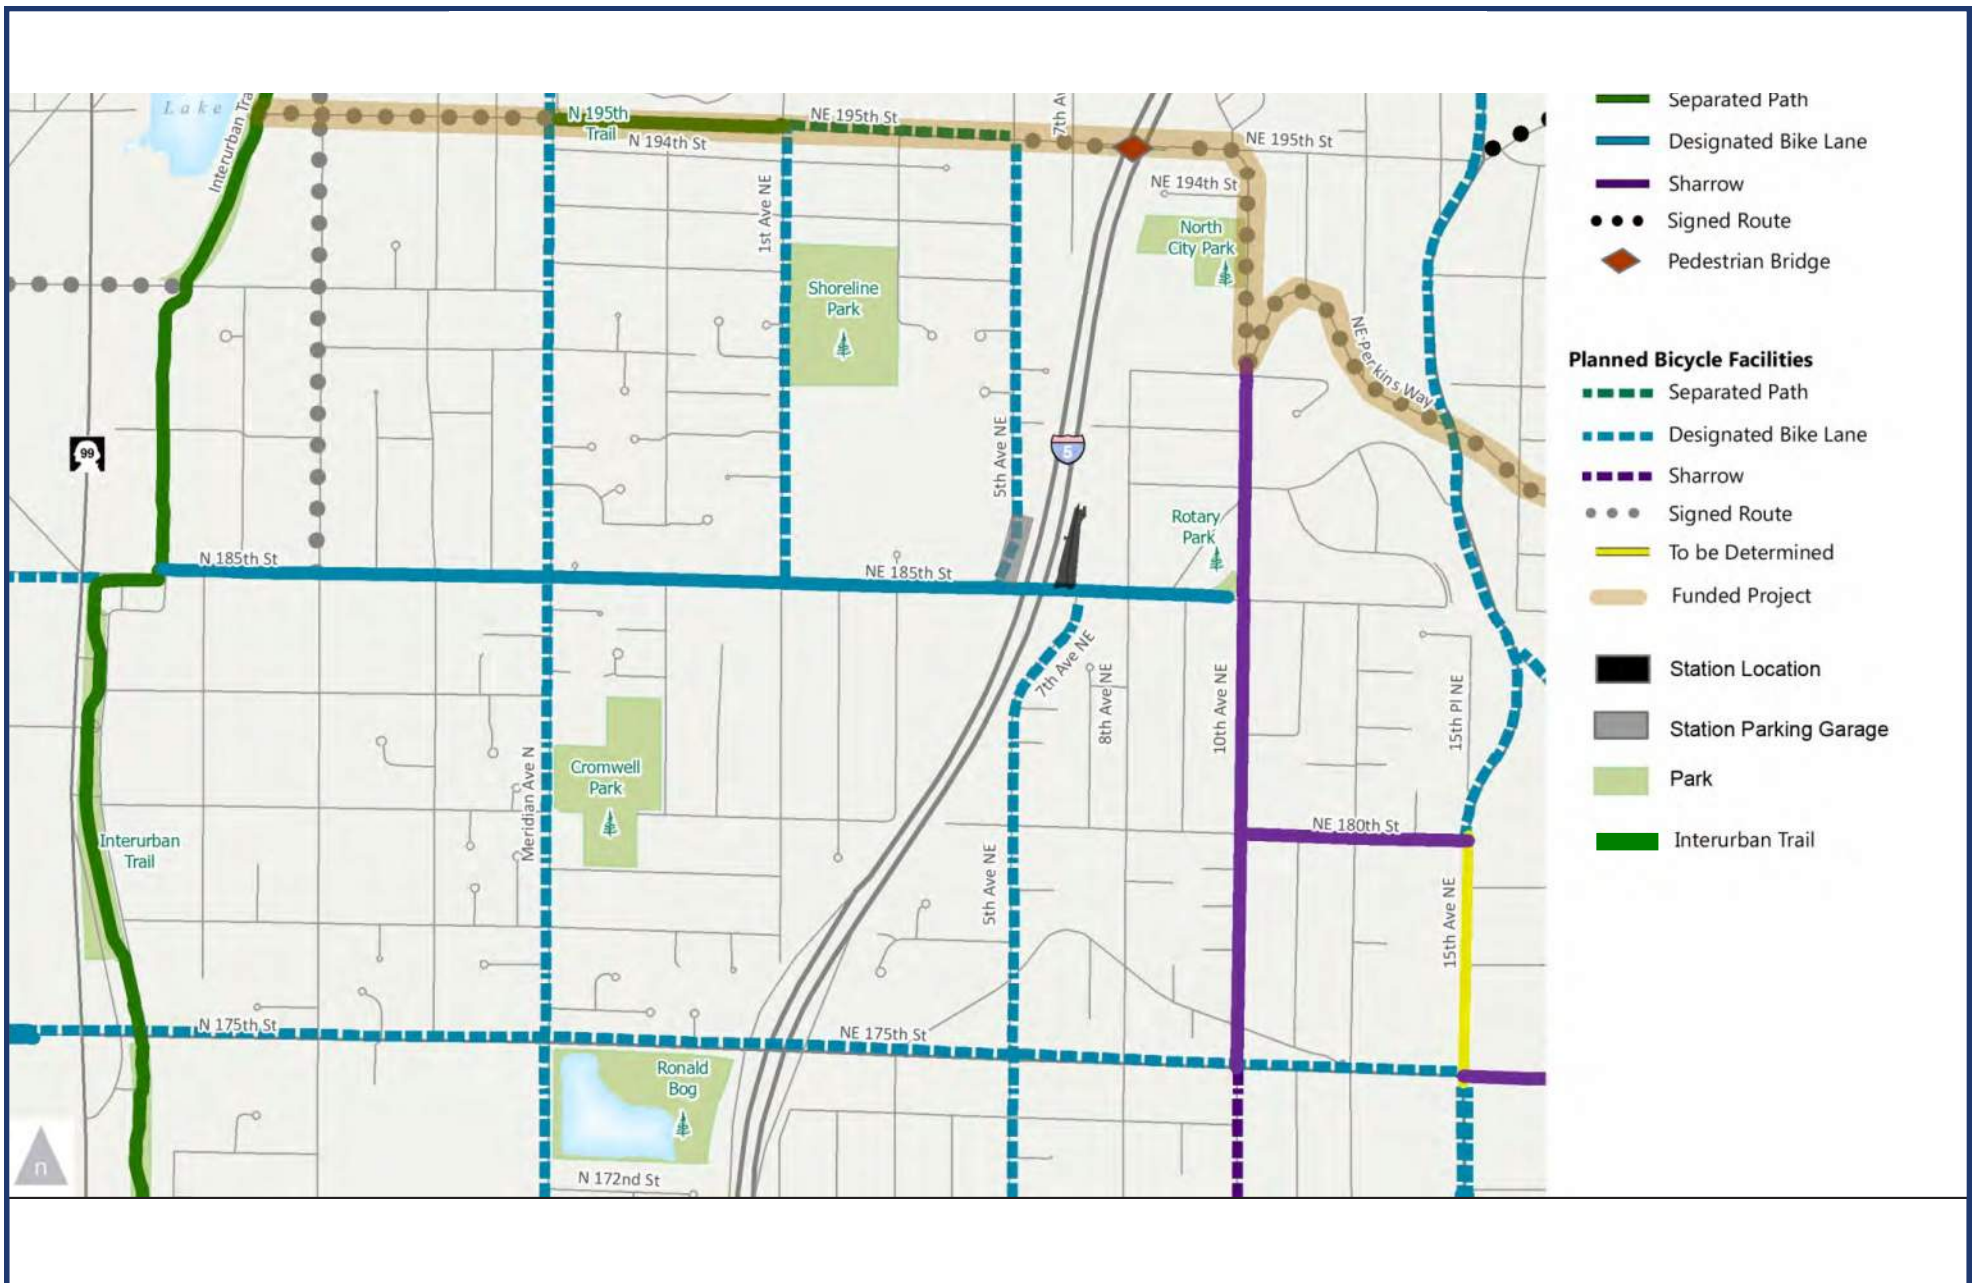 Lake
Interurban Tra
N 195th
Trail
N 194th St
NE 195th St
7th Av
NE 195th St
NE 194th St
1st Ave NE
North
City Park
Shoreline
Park
NE Perkins Way
5th Ave NE
99
5
Rotary
Park
N 185th St
NE 185th St
7th Ave NE
8th Ave NE
10th Ave NE
15th Pl NE
Meridian Ave N
Cromwell
Park
Interurban
Trail
NE 180th St
5th Ave NE
15th Ave NE
N 175th St
NE 175th St
Ronald
Bog
N 172nd St
n
Separated Path
Designated Bike Lane
Sharrow
Signed Route
Pedestrian Bridge
Planned Bicycle Facilities
Separated Path
Designated Bike Lane
Sharrow
Signed Route
To be Determined
Funded Project
Station Location
Station Parking Garage
Park
Interurban Trail